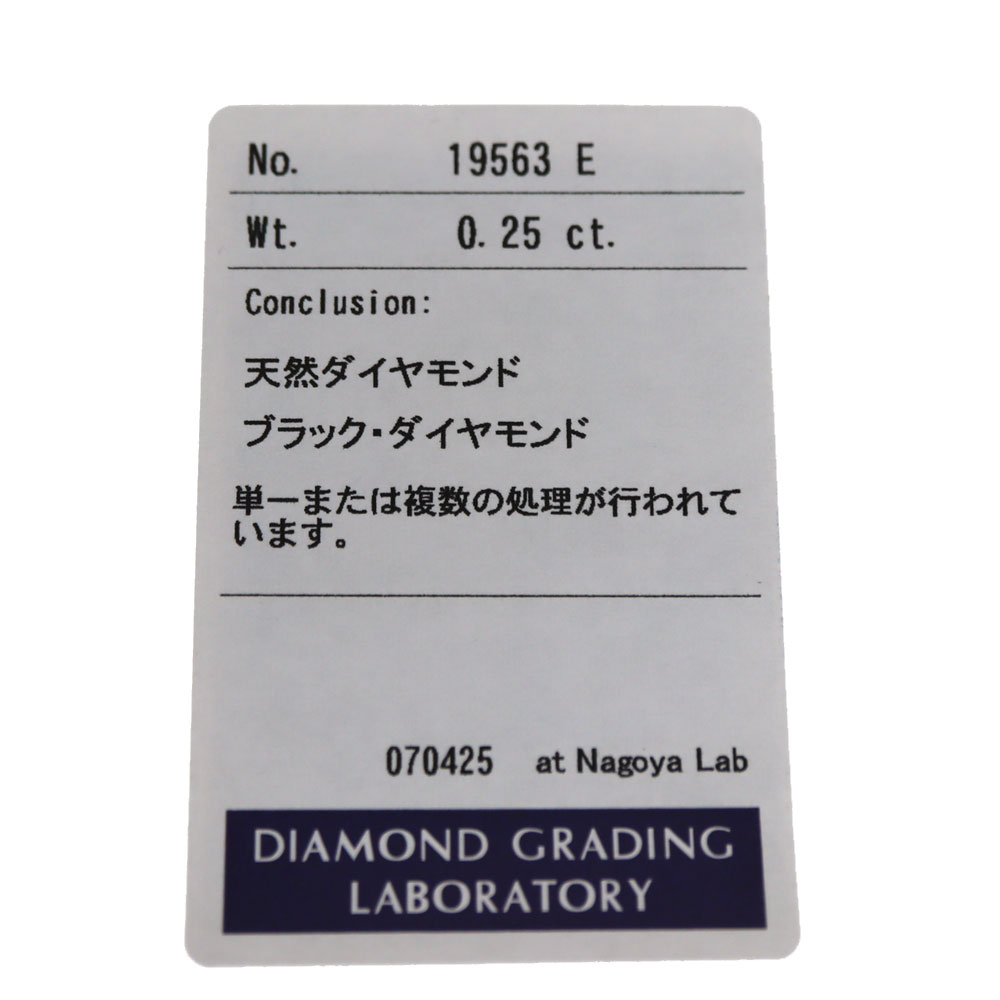 No. 19563 E
Wt. 0.25 ct.
Conclusion:
天然ダイヤモンド
ブラック・ダイヤモンド
単一または複数の処理が行われて
います。
070425 at Nagoya Lab
DIAMOND GRADING
LABORATORY